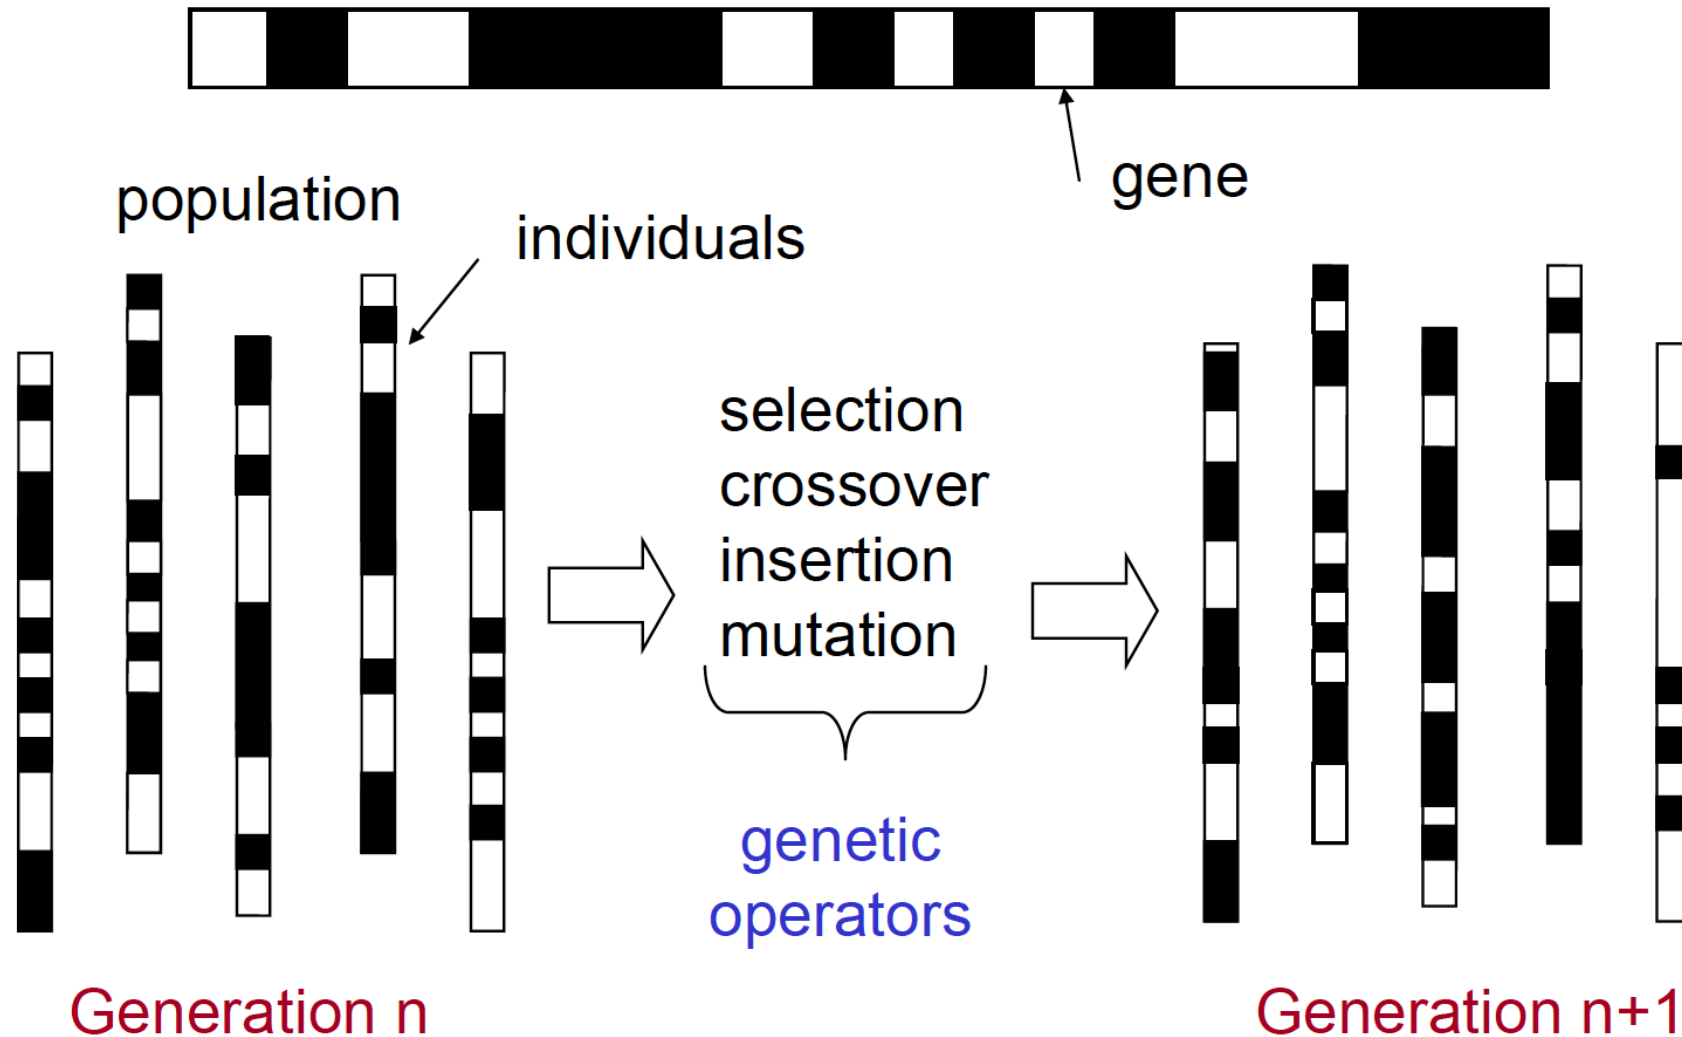 gene
population
individuals
selection
crossover
insertion
mutation
genetic
operators
Generation n
Generation n+1